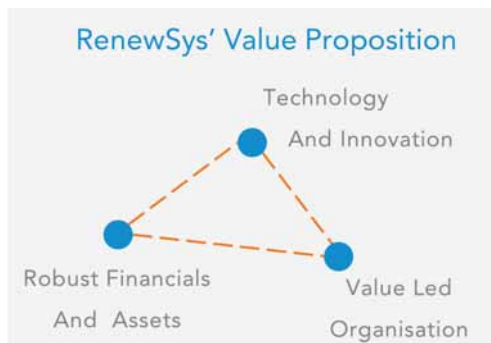 RenewSys' Value Proposition
Technology
And Innovation
Robust Financials
And Assets
Value Led
Organisation